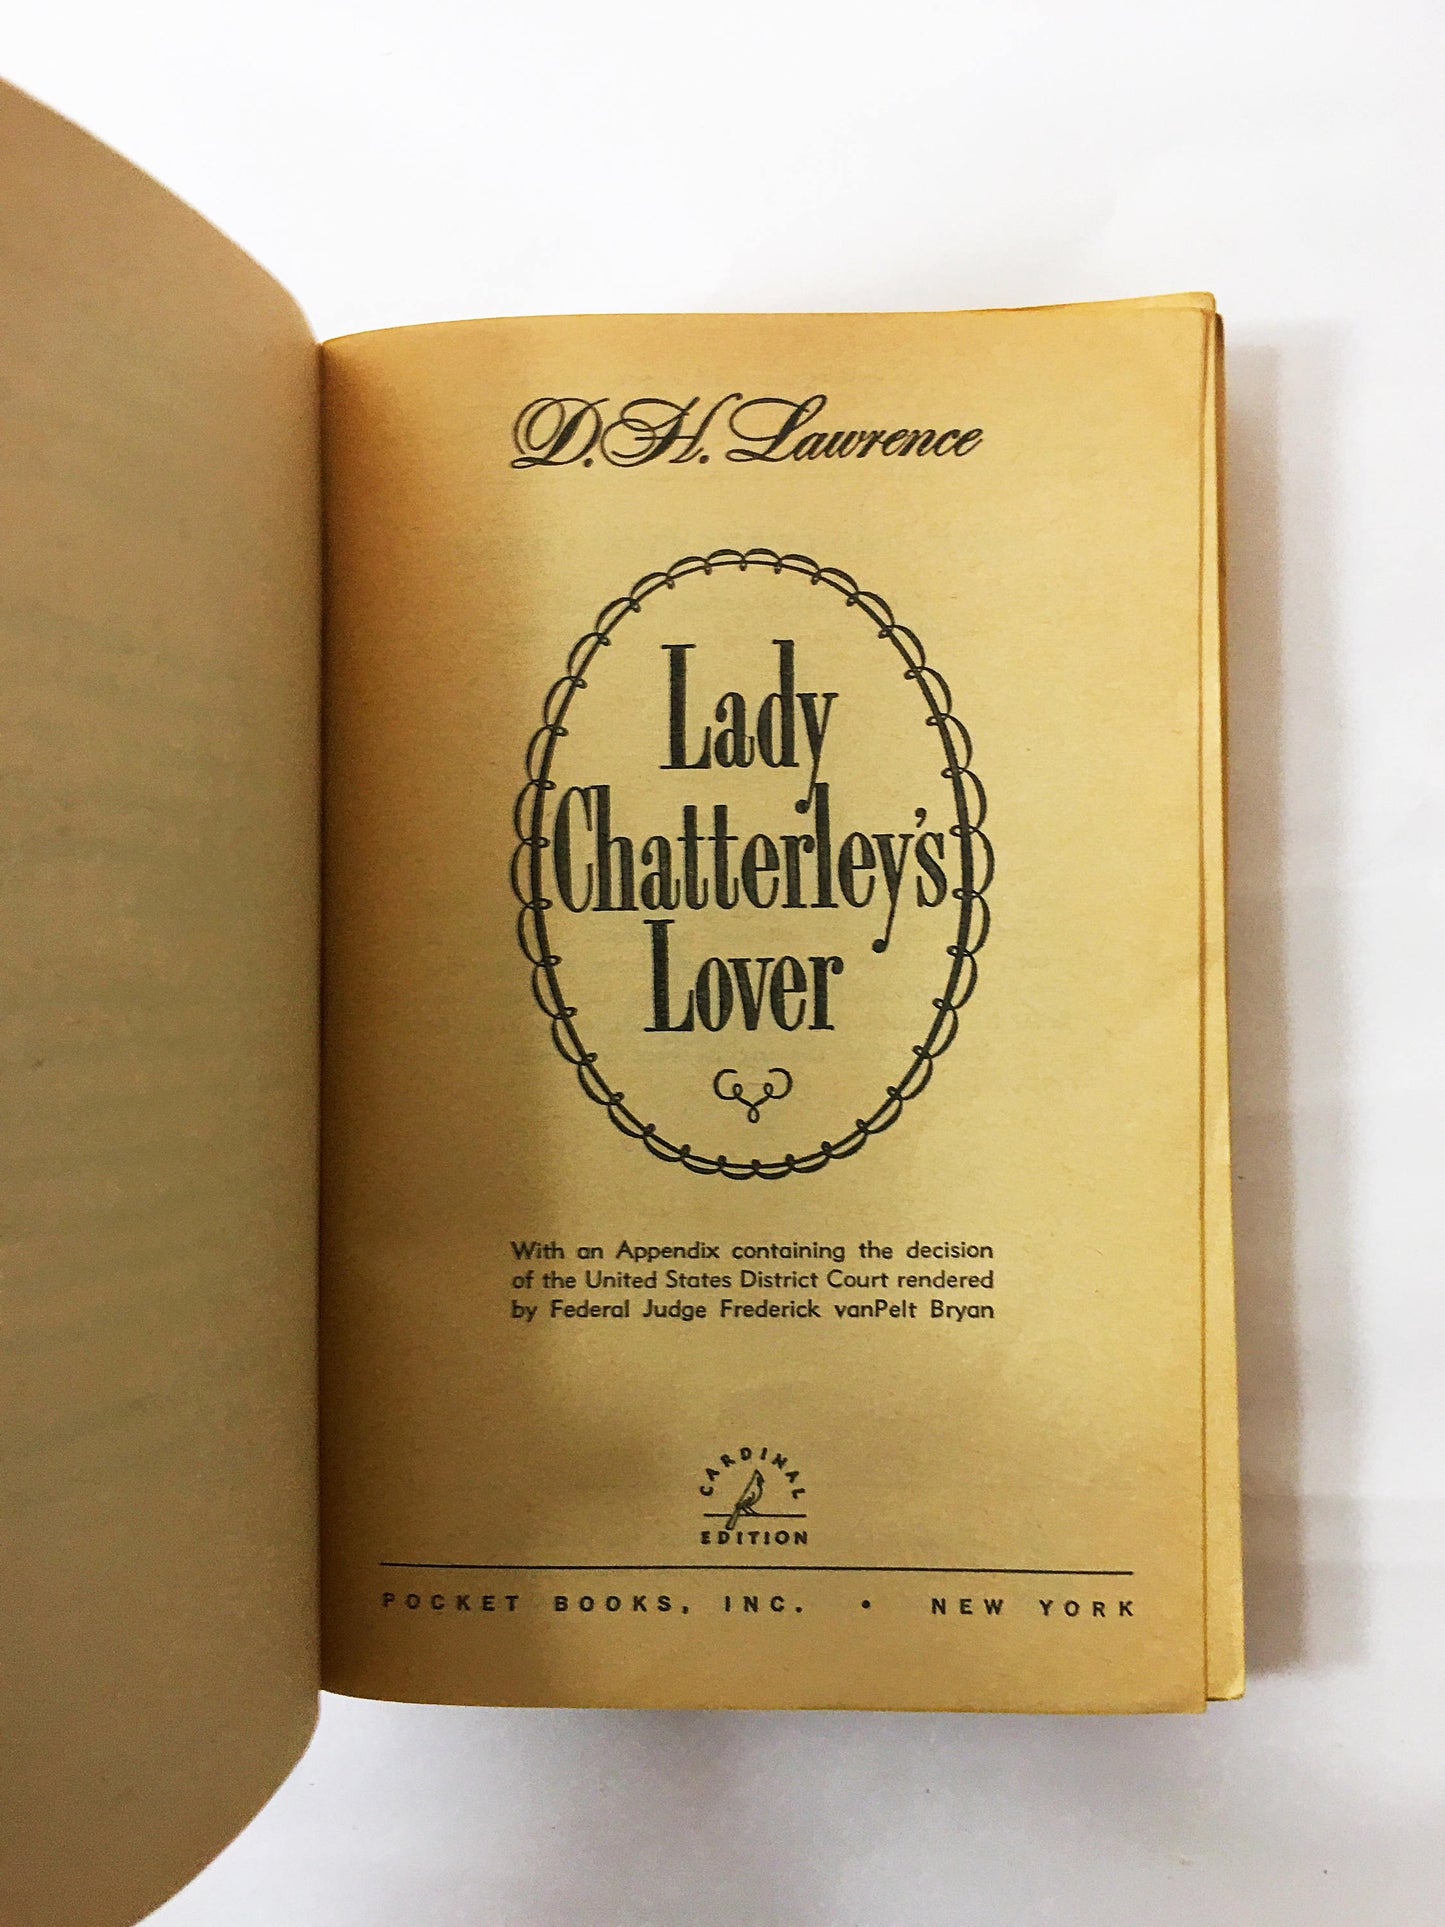 D.H. Lawrence
Lady
Chatterley's
Lover
With an Appendix containing the decision
of the United States District Court rendered
by Federal Judge Frederick vanPelt Bryan
CARDINAL
EDITION
POCKET BOOKS, INC. • NEW YORK